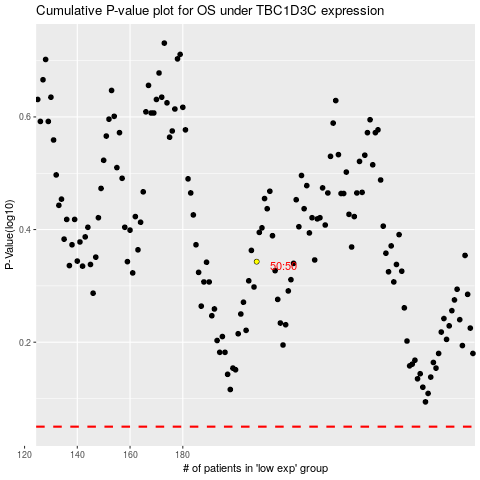 Cumulative P-value plot for OS under TBC1D3C expression
P-Value(log10)
0.6
0.4
0.2
50:50
120 140 160 180
# of patients in 'low exp' group